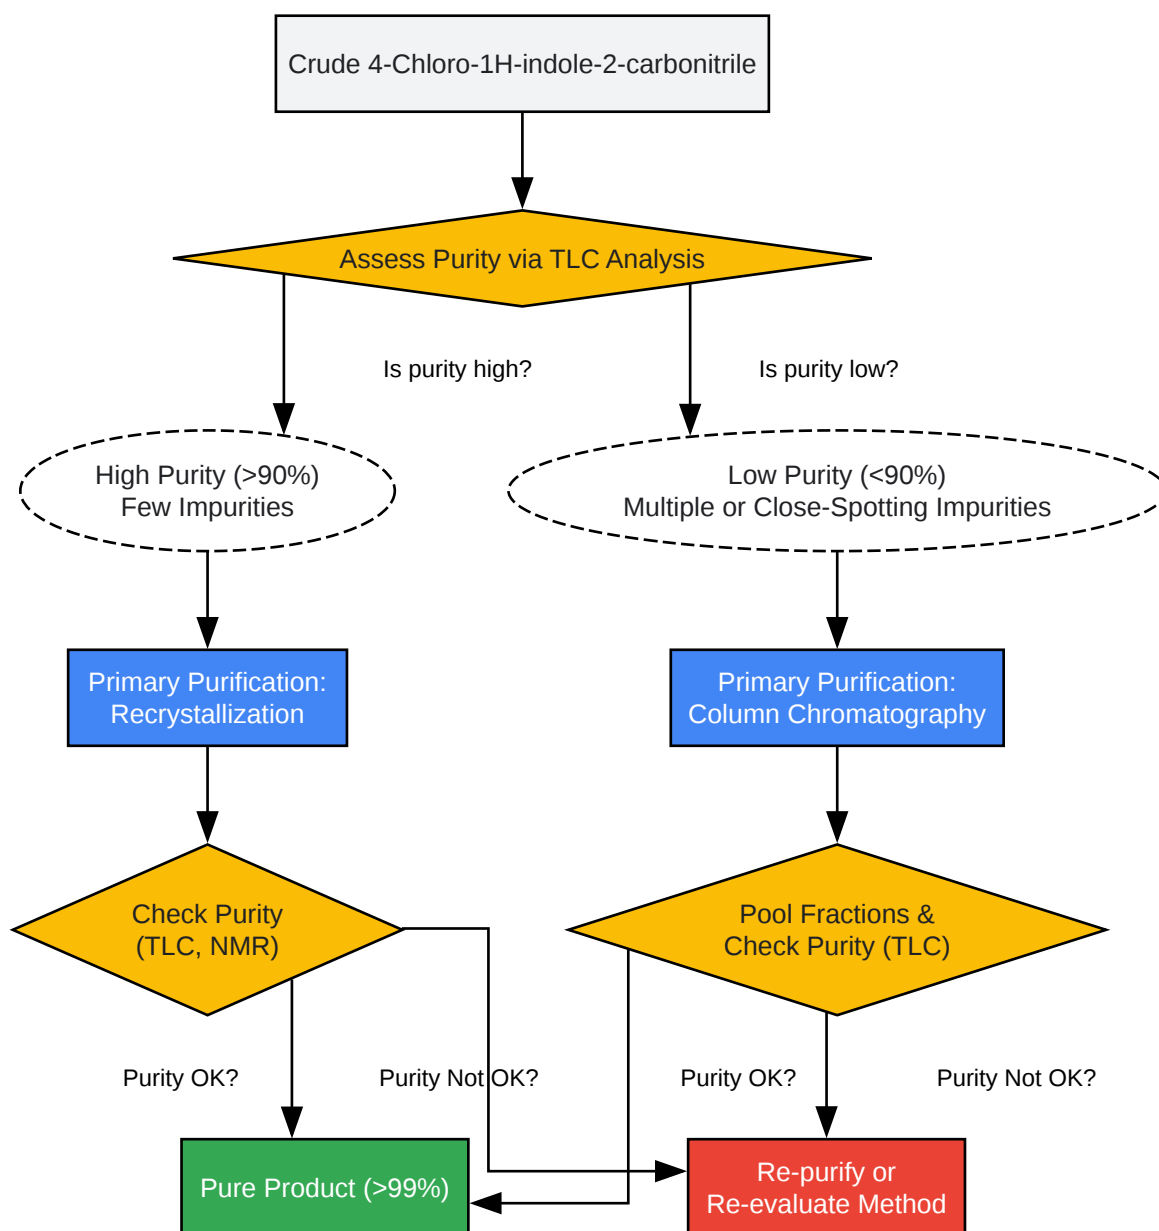 Crude 4-Chloro-1H-indole-2-carbonitrile
Assess Purity via TLC Analysis
Is purity high?
Is purity low?
High Purity (>90%)
Few Impurities
Low Purity (<90%)
Multiple or Close-Spotting Impurities
Primary Purification:
Recrystallization
Primary Purification:
Column Chromatography
Check Purity
(TLC, NMR)
Pool Fractions &
Check Purity (TLC)
Purity OK?
Purity Not OK?
Purity OK?
Purity Not OK?
Pure Product (>99%)
Re-purify or
Re-evaluate Method